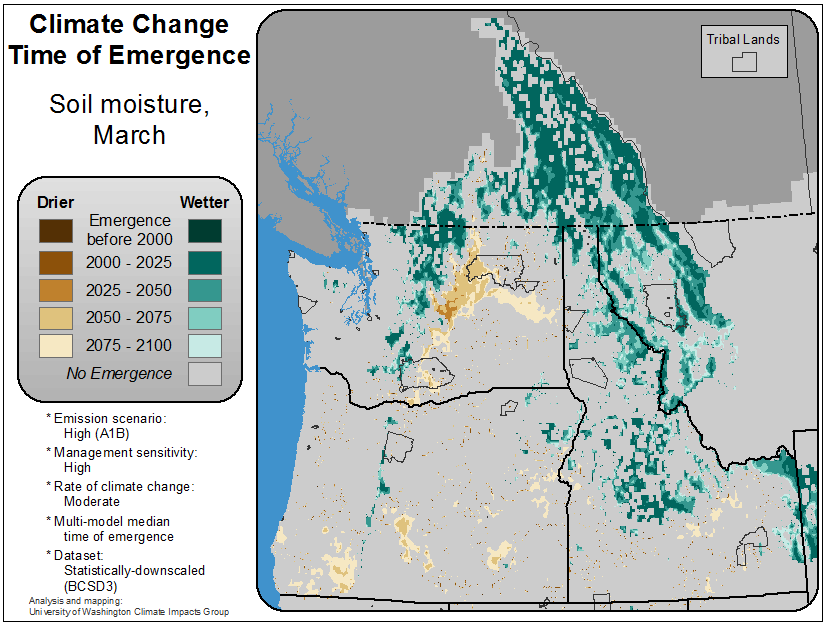 Climate Change
Time of Emergence
Soil moisture,
March
Tribal Lands
Drier
Wetter
Emergence
before 2000
2000 - 2025
2025 - 2050
2050 - 2075
2075 - 2100
No Emergence
* Emission scenario:
High (A1B)
* Management sensitivity:
High
* Rate of climate change:
Moderate
* Multi-model median
time of emergence
* Dataset:
Statistically-downscaled
(BCSD3)
Analysis and mapping:
University of Washington Climate Impacts Group